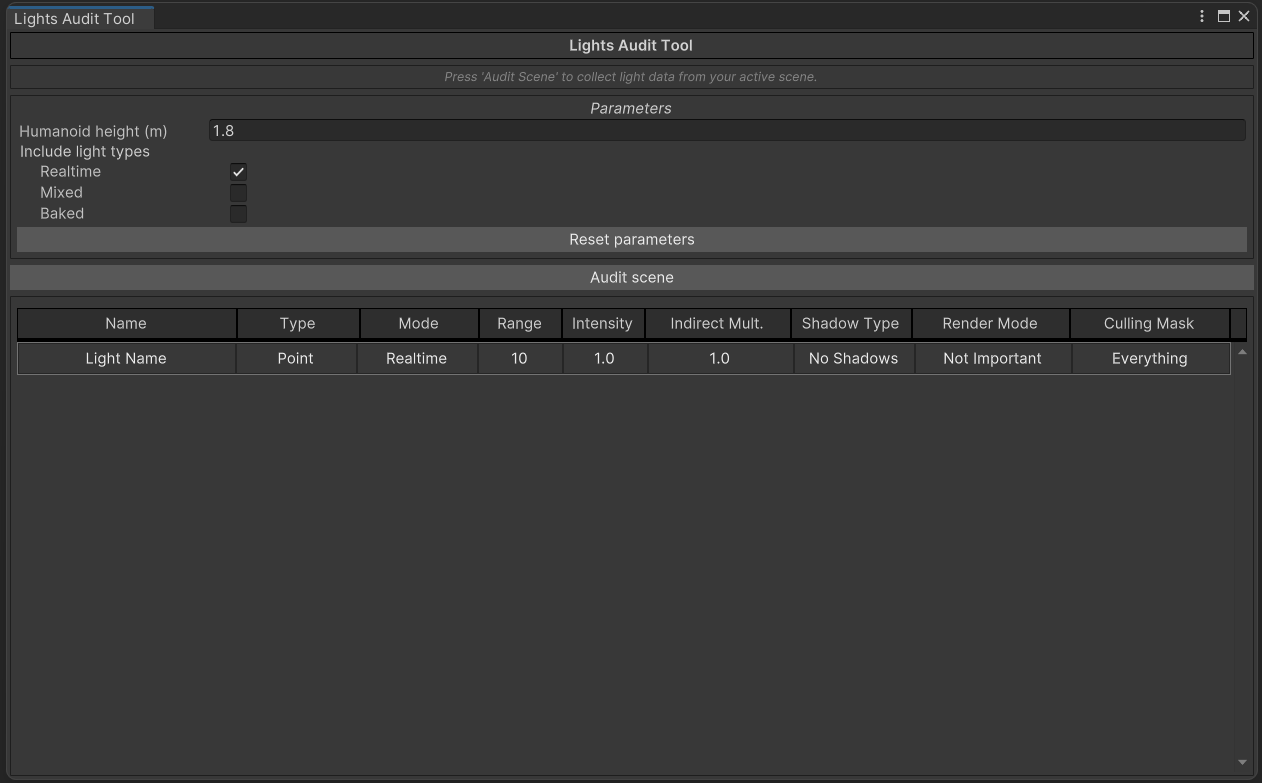 Lights Audit Tool
Lights Audit Tool
Press 'Audit Scene' to collect light data from your active scene.
Parameters
Humanoid height (m) 1.8
Include light types
Realtime
Mixed
Baked
Reset parameters
Audit scene
Name Type Mode Range Intensity Indirect Mult. Shadow Type Render Mode Culling Mask
Light Name Point Realtime 10 1.0 1.0 No Shadows Not Important Everything